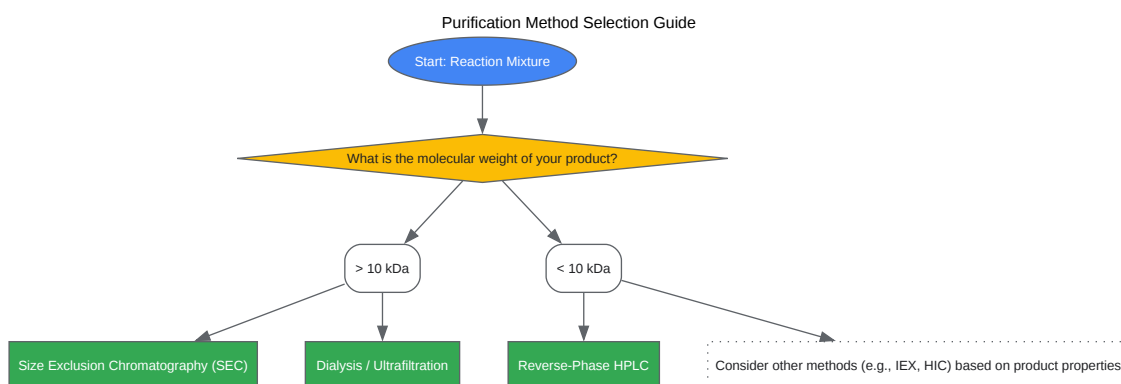 Purification Method Selection Guide
Start: Reaction Mixture
What is the molecular weight of your product?
> 10 kDa
< 10 kDa
Size Exclusion Chromatography (SEC)
Dialysis / Ultrafiltration
Reverse-Phase HPLC
Consider other methods (e.g., IEX, HIC) based on product properties